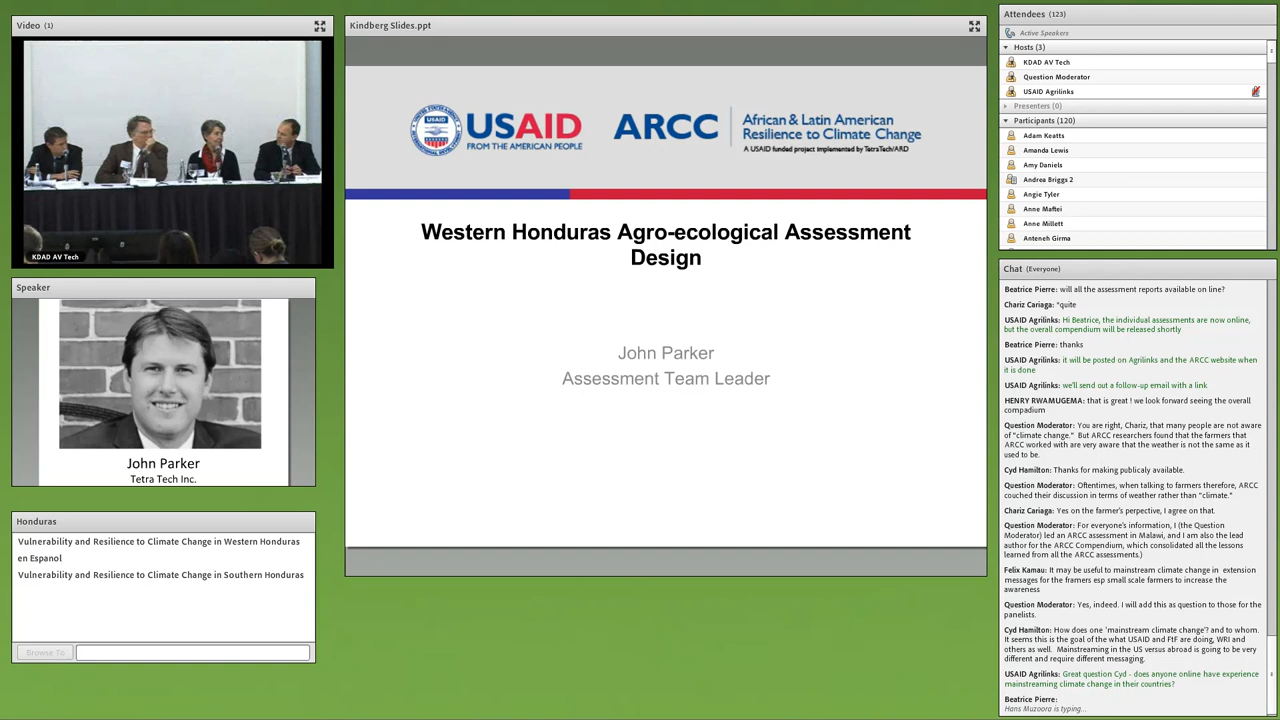 Video (1)
KDAD AV Tech
Speaker
John Parker
Tetra Tech Inc.
Honduras
Vulnerability and Resilience to Climate Change in Western Honduras
en Espanol
Vulnerability and Resilience to Climate Change in Southern Honduras
Browse To
Kindberg Slides.ppt
USAID
USAID
FROM THE AMERICAN PEOPLE
ARCC
African & Latin American
Resilience to Climate Change
A USAID funded project implemented by TetraTech/ARD
Western Honduras Agro-ecological Assessment
Design
John Parker
Assessment Team Leader
Attendees (123)
Active Speakers
Hosts (3)
KDAD AV Tech
Question Moderator
USAID Agrilinks
Presenters (0)
Participants (120)
Adam Keatts
Amanda Lewis
Amy Daniels
Andrea Briggs 2
Angie Tyler
Anne Maftei
Anne Millett
Anteneh Girma
Chat (Everyone)
Beatrice Pierre: will all the assessment reports available on line?
Chariz Cariaga: *quite
USAID Agrilinks: Hi Beatrice, the individual assessments are now online,
but the overall compendium will be released shortly
Beatrice Pierre: thanks
USAID Agrilinks: it will be posted on Agrilinks and the ARCC website when
it is done
USAID Agrilinks: we'll send out a follow-up email with a link
HENRY RWAMUGEMA: that is great ! we look forward seeing the overall
compadium
Question Moderator: You are right, Chariz, that many people are not aware
of "climate change." But ARCC researchers found that the farmers that
ARCC worked with are very aware that the weather is not the same as it
used to be.
Cyd Hamilton: Thanks for making publicaly available.
Question Moderator: Oftentimes, when talking to farmers therefore, ARCC
couched their discussion in terms of weather rather than "climate."
Chariz Cariaga: Yes on the farmer's perpective, I agree on that.
Question Moderator: For everyone's information, I (the Question
Moderator) led an ARCC assessment in Malawi, and I am also the lead
author for the ARCC Compendium, which consolidated all the lessons
learned from all the ARCC assessments.)
Felix Kamau: It may be useful to mainstream climate change in extension
messages for the framers esp small scale farmers to increase the
awareness
Question Moderator: Yes, indeed. I will add this as question to those for the
panelists.
Cyd Hamilton: How does one 'mainstream climate change'? and to whom.
It seems this is the goal of the what USAID and FtF are doing, WRI and
others as well. Mainstreaming in the US versus abroad is going to be very
different and require different messaging.
USAID Agrilinks: Great question Cyd - does anyone online have experience
mainstreaming climate change in their countries?
Beatrice Pierre:
Hans Muzoora is typing...